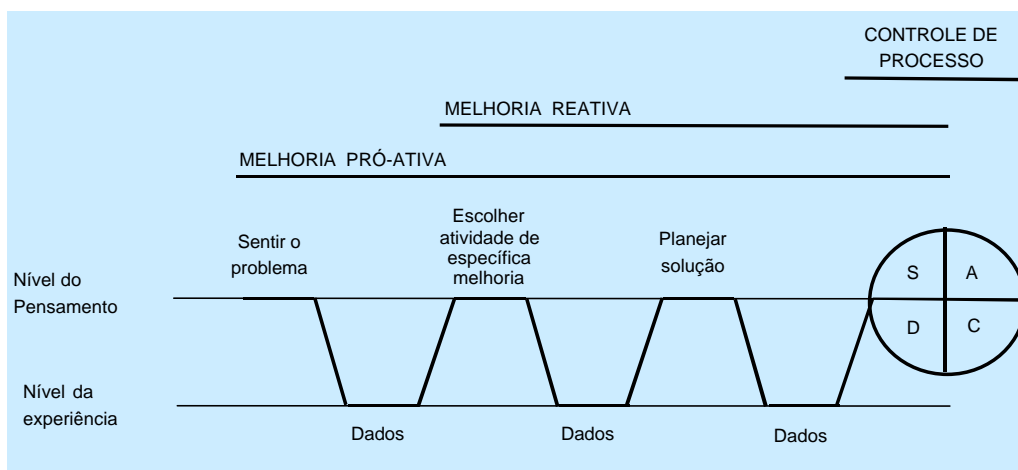 CONTROLE DE
PROCESSO
MELHORIA REATIVA
MELHORIA PRÓ-ATIVA
Sentir o
problema
Escolher
atividade de
específica
melhoria
Planejar
solução
Nível do
Pensamento
S
A
D
C
Nível da
experiência
Dados
Dados
Dados